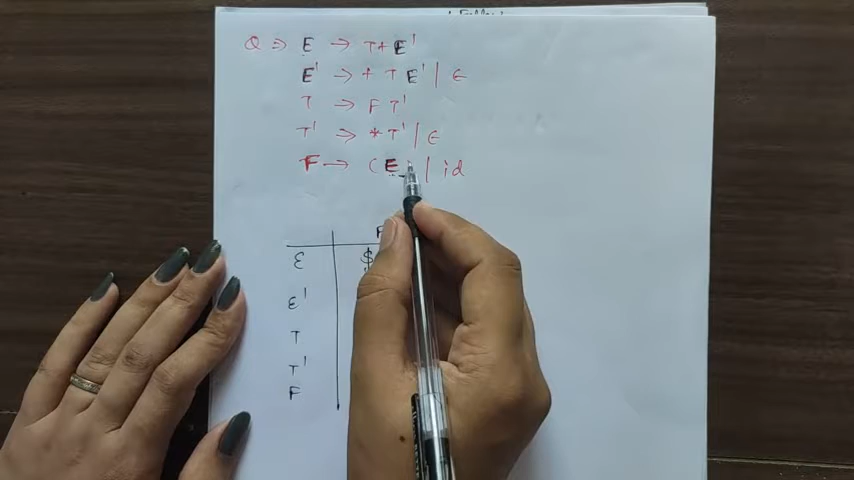 Q ⇒ E → T+E'
E' → + T E' | ε
T → F T'
T' → * T' | ε
F → ( E | id
F
E $
E'
T
T'
F